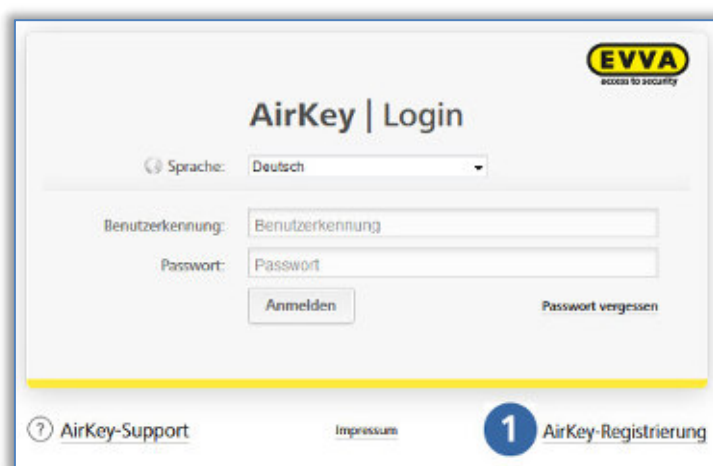 EVVA
access to security
AirKey | Login
Sprache: Deutsch
Benutzerkennung: Benutzerkennung
Passwort: Passwort
Anmelden Passwort vergessen
? AirKey-Support Impressum 1 AirKey-Registrierung